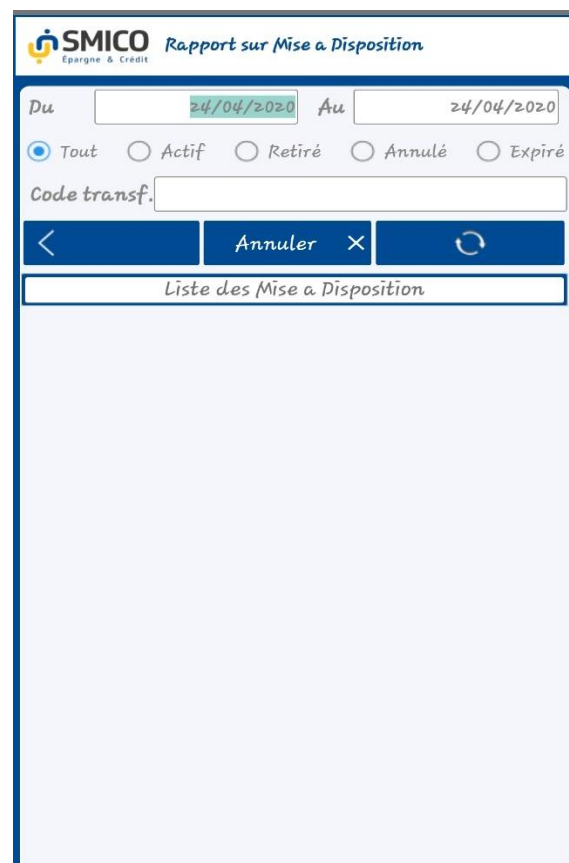 SMICO Rapport sur Mise a Disposition
Épargne & Crédit
Du 24/04/2020 Au 24/04/2020
Tout Actif Retiré Annulé Expiré
Code transf.
Annuler
Liste des Mise a Disposition